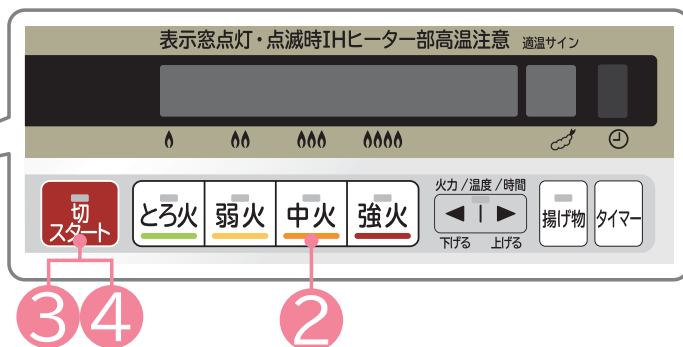 表示窓点灯・点滅時IHヒーター部高温注意 適温サイン
切
スタート
とろ火 弱火 中火 強火
火力/温度/時間
下げる 上げる
揚げ物 タイマー
3 4 2